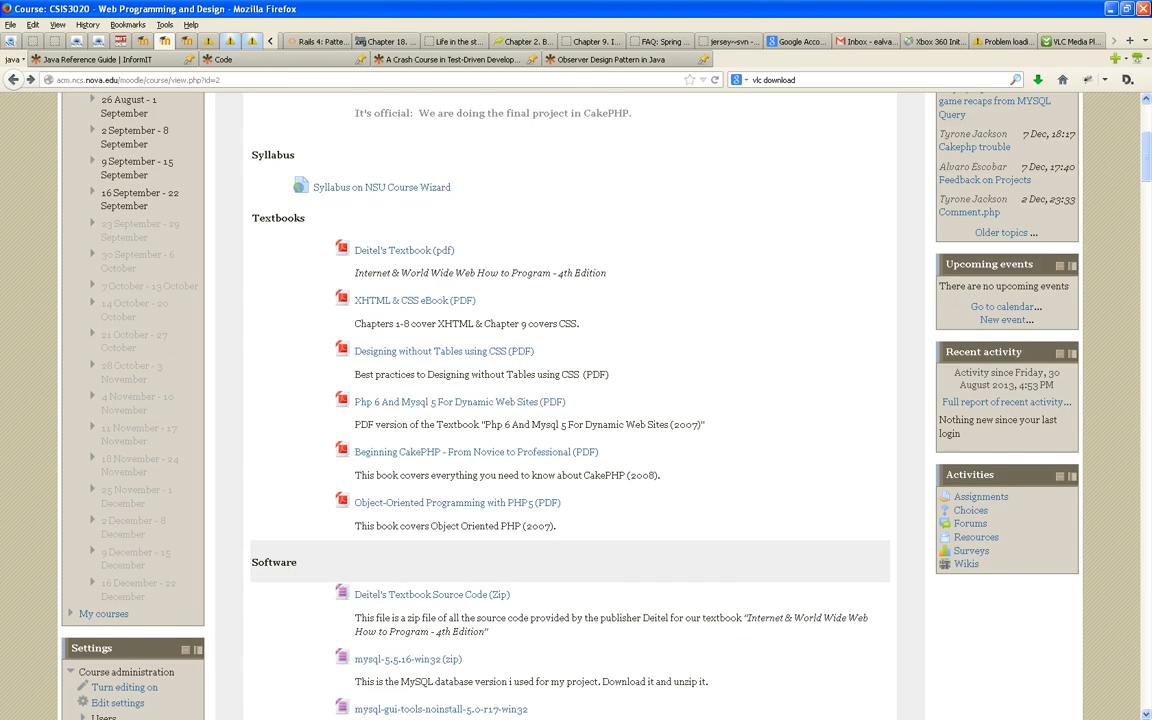 Course: CSIS3020 - Web Programming and Design - Mozilla Firefox
File Edit View History Bookmarks Tools Help
Rails 4: Patte...
Chapter 18. ...
Life in the st...
Chapter 2. B...
Chapter 9. I...
FAQ: Spring ...
jersey~svn - ...
Google Acco...
Inbox - ealva...
Xbox 360 Init...
Problem loadi...
VLC Media Pl...
java
Java Reference Guide | InformIT
Code
A Crash Course in Test-Driven Develop...
Observer Design Pattern in Java
acm.ncs.nova.edu/moodle/course/view.php?id=2
vlc download
26 August - 1
September
2 September - 8
September
9 September - 15
September
16 September - 22
September
23 September - 29
September
30 September - 6
October
7 October - 13 October
14 October - 20
October
21 October - 27
October
28 October - 3
November
4 November - 10
November
11 November - 17
November
18 November - 24
November
25 November - 1
December
2 December - 8
December
9 December - 15
December
16 December - 22
December
My courses
Settings
Course administration
Turn editing on
Edit settings
Users
It's official: We are doing the final project in CakePHP.
Syllabus
Syllabus on NSU Course Wizard
Textbooks
Deitel's Textbook (pdf)
Internet & World Wide Web How to Program - 4th Edition
XHTML & CSS eBook (PDF)
Chapters 1-8 cover XHTML & Chapter 9 covers CSS.
Designing without Tables using CSS (PDF)
Best practices to Designing without Tables using CSS (PDF)
Php 6 And Mysql 5 For Dynamic Web Sites (PDF)
PDF version of the Textbook "Php 6 And Mysql 5 For Dynamic Web Sites (2007)"
Beginning CakePHP - From Novice to Professional (PDF)
This book covers everything you need to know about CakePHP (2008).
Object-Oriented Programming with PHP5 (PDF)
This book covers Object Oriented PHP (2007).
Software
Deitel's Textbook Source Code (Zip)
This file is a zip file of all the source code provided by the publisher Deitel for our textbook "Internet & World Wide Web
How to Program - 4th Edition"
mysql-5.5.16-win32 (zip)
This is the MySQL database version i used for my project. Download it and unzip it.
mysql-gui-tools-noinstall-5.0-r17-win32
game recaps from MYSQL
Query
Tyrone Jackson 7 Dec, 18:17
Cakephp trouble
Alvaro Escobar 7 Dec, 17:40
Feedback on Projects
Tyrone Jackson 2 Dec, 23:33
Comment.php
Older topics ...
Upcoming events
There are no upcoming events
Go to calendar...
New event...
Recent activity
Activity since Friday, 30
August 2013, 4:53 PM
Full report of recent activity...
Nothing new since your last
login
Activities
Assignments
Choices
Forums
Resources
Surveys
Wikis